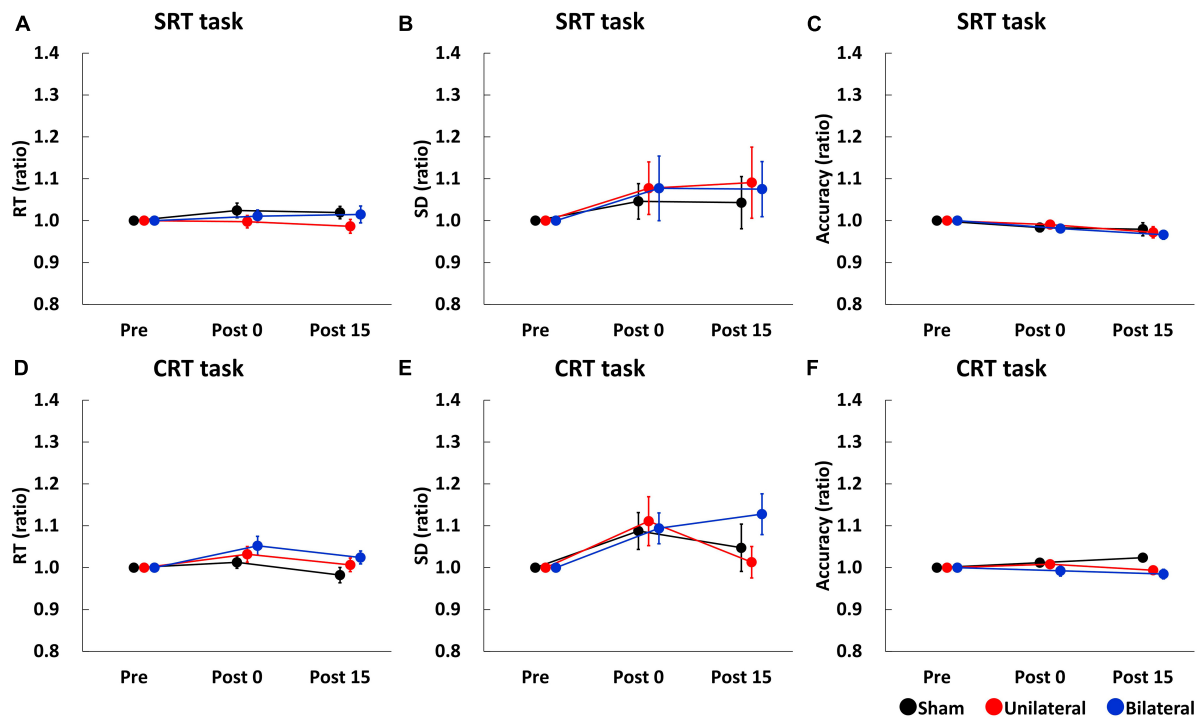 A SRT task
RT (ratio)
1.4
1.3
1.2
1.1
1.0
0.9
0.8
Pre Post 0 Post 15
B SRT task
SD (ratio)
1.4
1.3
1.2
1.1
1.0
0.9
0.8
Pre Post 0 Post 15
C SRT task
Accuracy (ratio)
1.4
1.3
1.2
1.1
1.0
0.9
0.8
Pre Post 0 Post 15
D CRT task
RT (ratio)
1.4
1.3
1.2
1.1
1.0
0.9
0.8
Pre Post 0 Post 15
E CRT task
SD (ratio)
1.4
1.3
1.2
1.1
1.0
0.9
0.8
Pre Post 0 Post 15
F CRT task
Accuracy (ratio)
1.4
1.3
1.2
1.1
1.0
0.9
0.8
Pre Post 0 Post 15
Sham Unilateral Bilateral